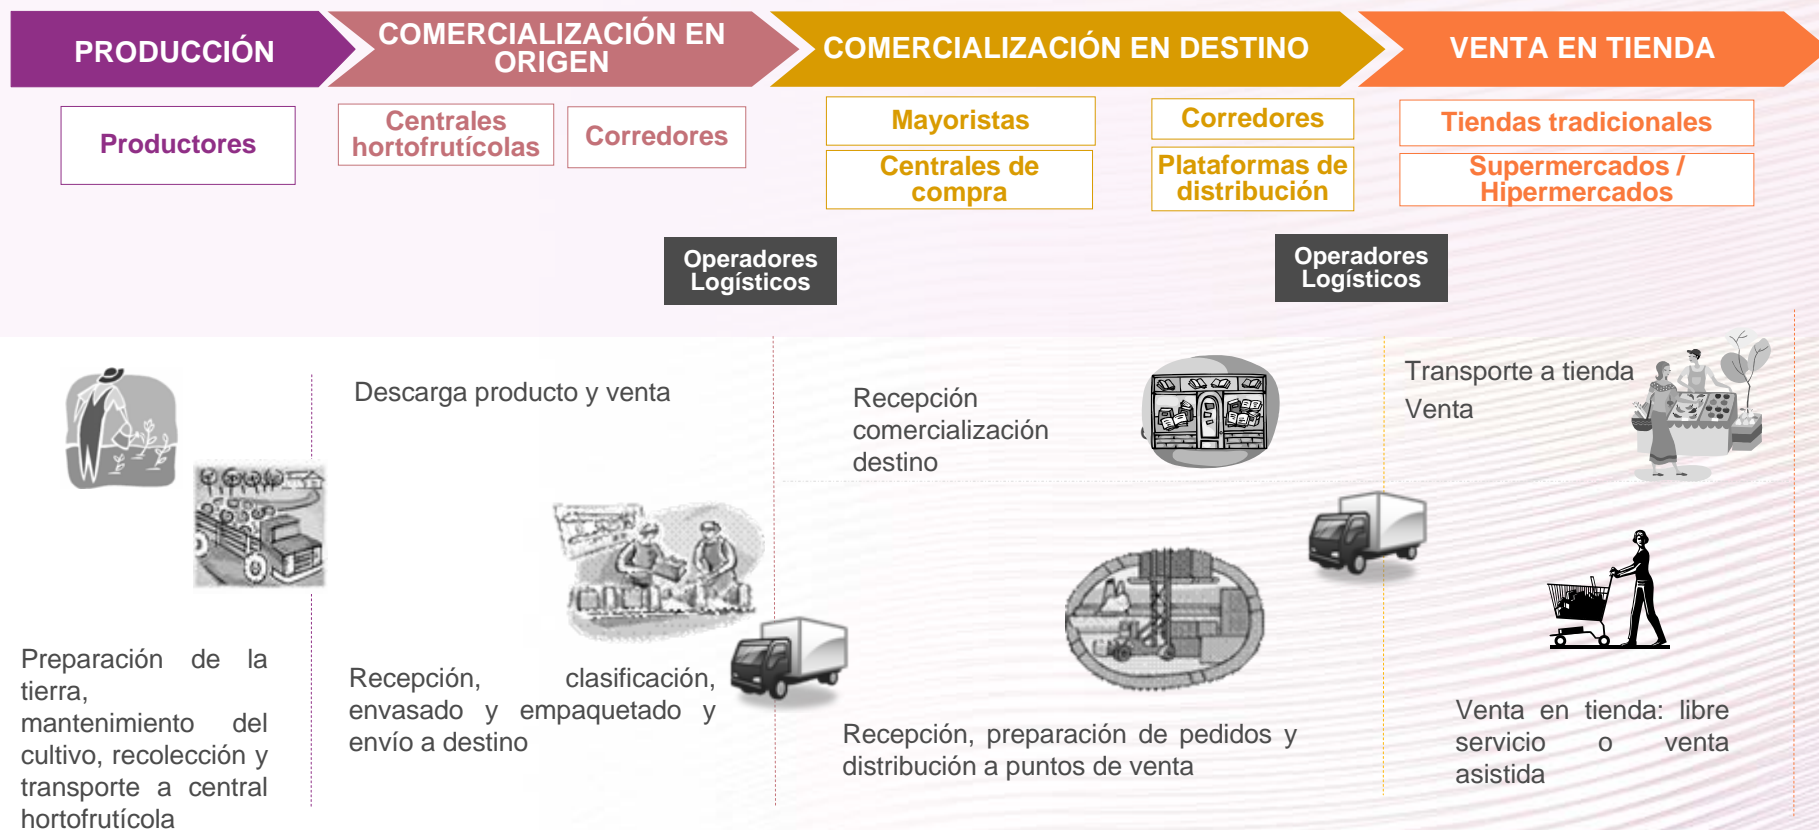 PRODUCCIÓN
COMERCIALIZACIÓN EN
ORIGEN
COMERCIALIZACIÓN EN DESTINO
VENTA EN TIENDA
Productores
Centrales
hortofrutícolas
Corredores
Mayoristas
Centrales de
compra
Corredores
Plataformas de
distribución
Tiendas tradicionales
Supermercados /
Hipermercados
Operadores
Logísticos
Operadores
Logísticos
Descarga producto y venta
Recepción
comercialización
destino
Transporte a tienda
Venta
Preparación de la
tierra,
mantenimiento del
cultivo, recolección y
transporte a central
hortofrutícola
Recepción, clasificación,
envasado y empaquetado y
envío a destino
Recepción, preparación de pedidos y
distribución a puntos de venta
Venta en tienda: libre
servicio o venta
asistida